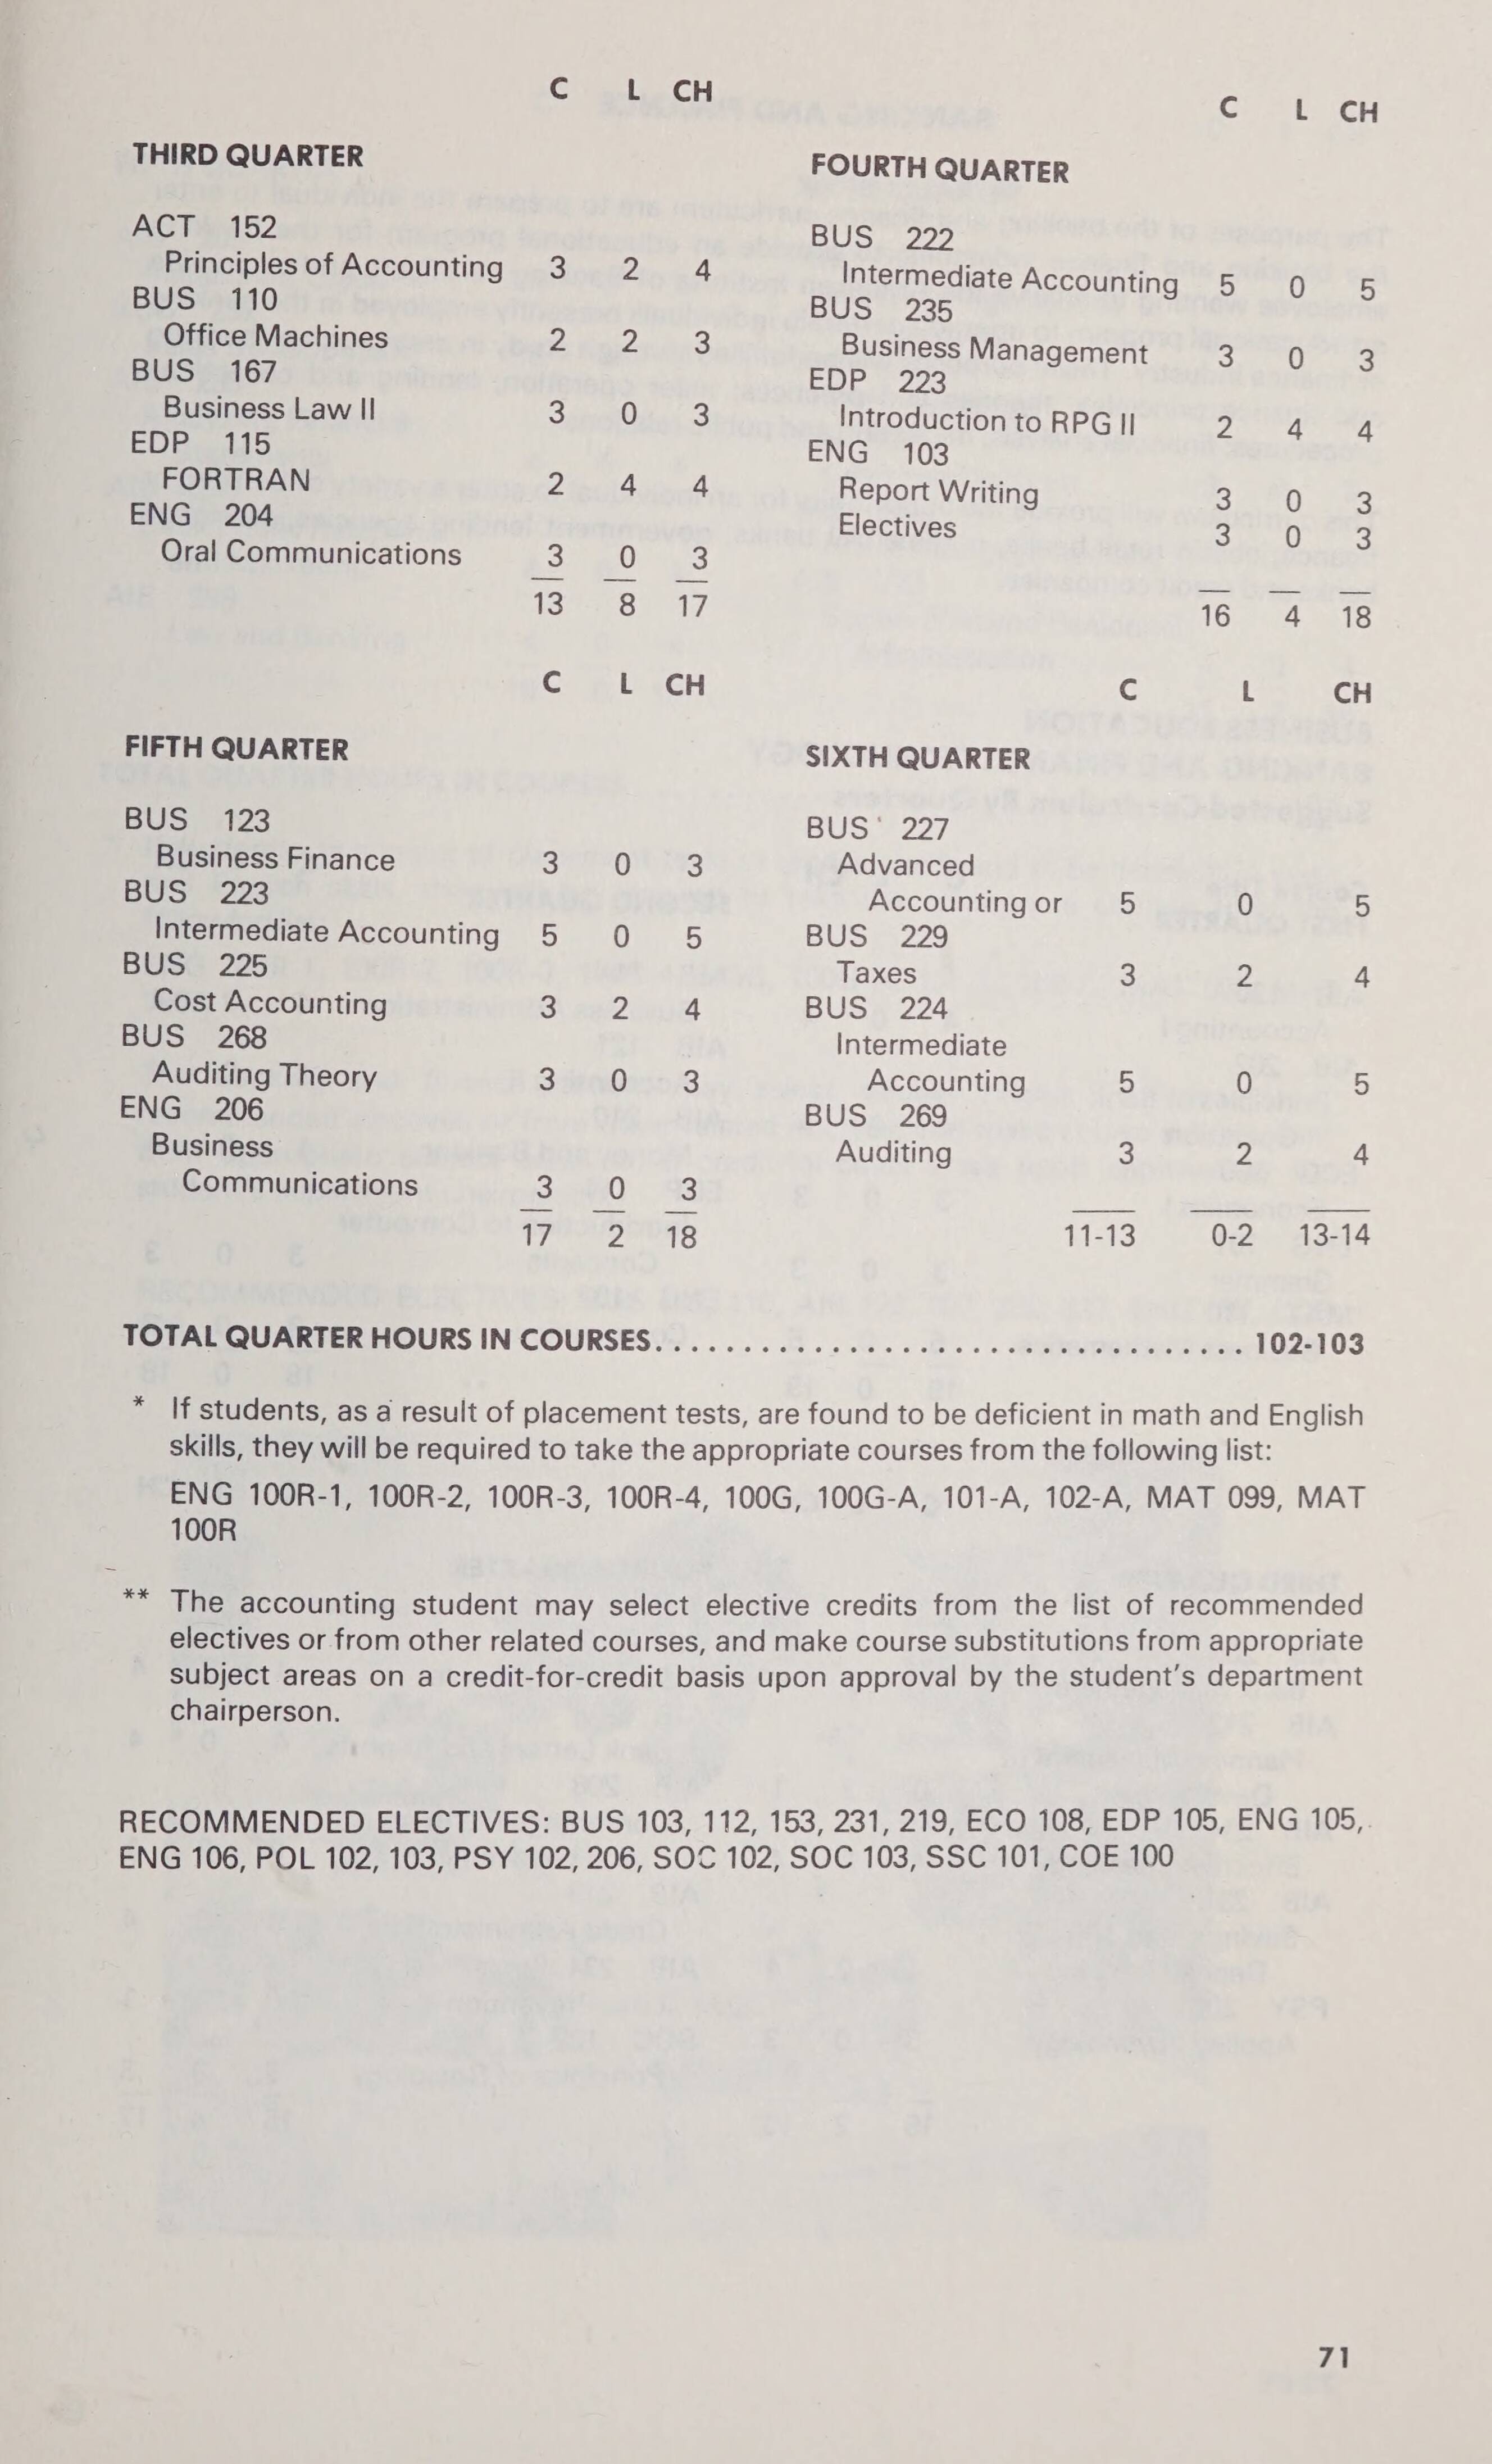 C L CH
THIRD QUARTER
ACT 152
Principles of Accounting 3 2 4
BUS 110
Office Machines 2 2 3
BUS 167
Business Law II 3 0 3
EDP 115
FORTRAN 2 4 4
ENG 204
Oral Communications 3 0 3
13 8 17
C L CH
FOURTH QUARTER
BUS 222
Intermediate Accounting 5 0 5
BUS 235
Business Management 3 0 3
EDP 223
Introduction to RPG II 2 4 4
ENG 103
Report Writing 3 0 3
Electives 3 0 3
16 4 18
C L CH
FIFTH QUARTER
BUS 123
Business Finance 3 0 3
BUS 223
Intermediate Accounting 5 0 5
BUS 225
Cost Accounting 3 2 4
BUS 268
Auditing Theory 3 0 3
ENG 206
Business
Communications 3 0 3
17 2 18
C L CH
SIXTH QUARTER
BUS 227
Advanced
Accounting or 5 0 5
BUS 229
Taxes 3 2 4
BUS 224
Intermediate
Accounting 5 0 5
BUS 269
Auditing 3 2 4
11-13 0-2 13-14
TOTAL QUARTER HOURS IN COURSES. . . . . . . . . . . . . . . . . . . . . . . . . . . . . . . . . . 102-103
* If students, as a result of placement tests, are found to be deficient in math and English
skills, they will be required to take the appropriate courses from the following list:
ENG 100R-1, 100R-2, 100R-3, 100R-4, 100G, 100G-A, 101-A, 102-A, MAT 099, MAT
100R
** The accounting student may select elective credits from the list of recommended
electives or from other related courses, and make course substitutions from appropriate
subject areas on a credit-for-credit basis upon approval by the student's department
chairperson.
RECOMMENDED ELECTIVES: BUS 103, 112, 153, 231, 219, ECO 108, EDP 105, ENG 105,
ENG 106, POL 102, 103, PSY 102, 206, SOC 102, SOC 103, SSC 101, COE 100
71